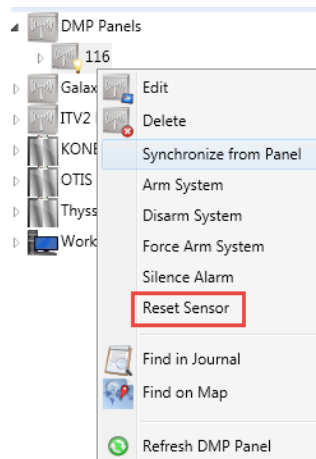 DMP Panels
116
Galax
Edit
ITV2
Delete
KONE
Synchronize from Panel
OTIS
Arm System
Thyss
Disarm System
Work
Force Arm System
Silence Alarm
Reset Sensor
Find in Journal
Find on Map
Refresh DMP Panel